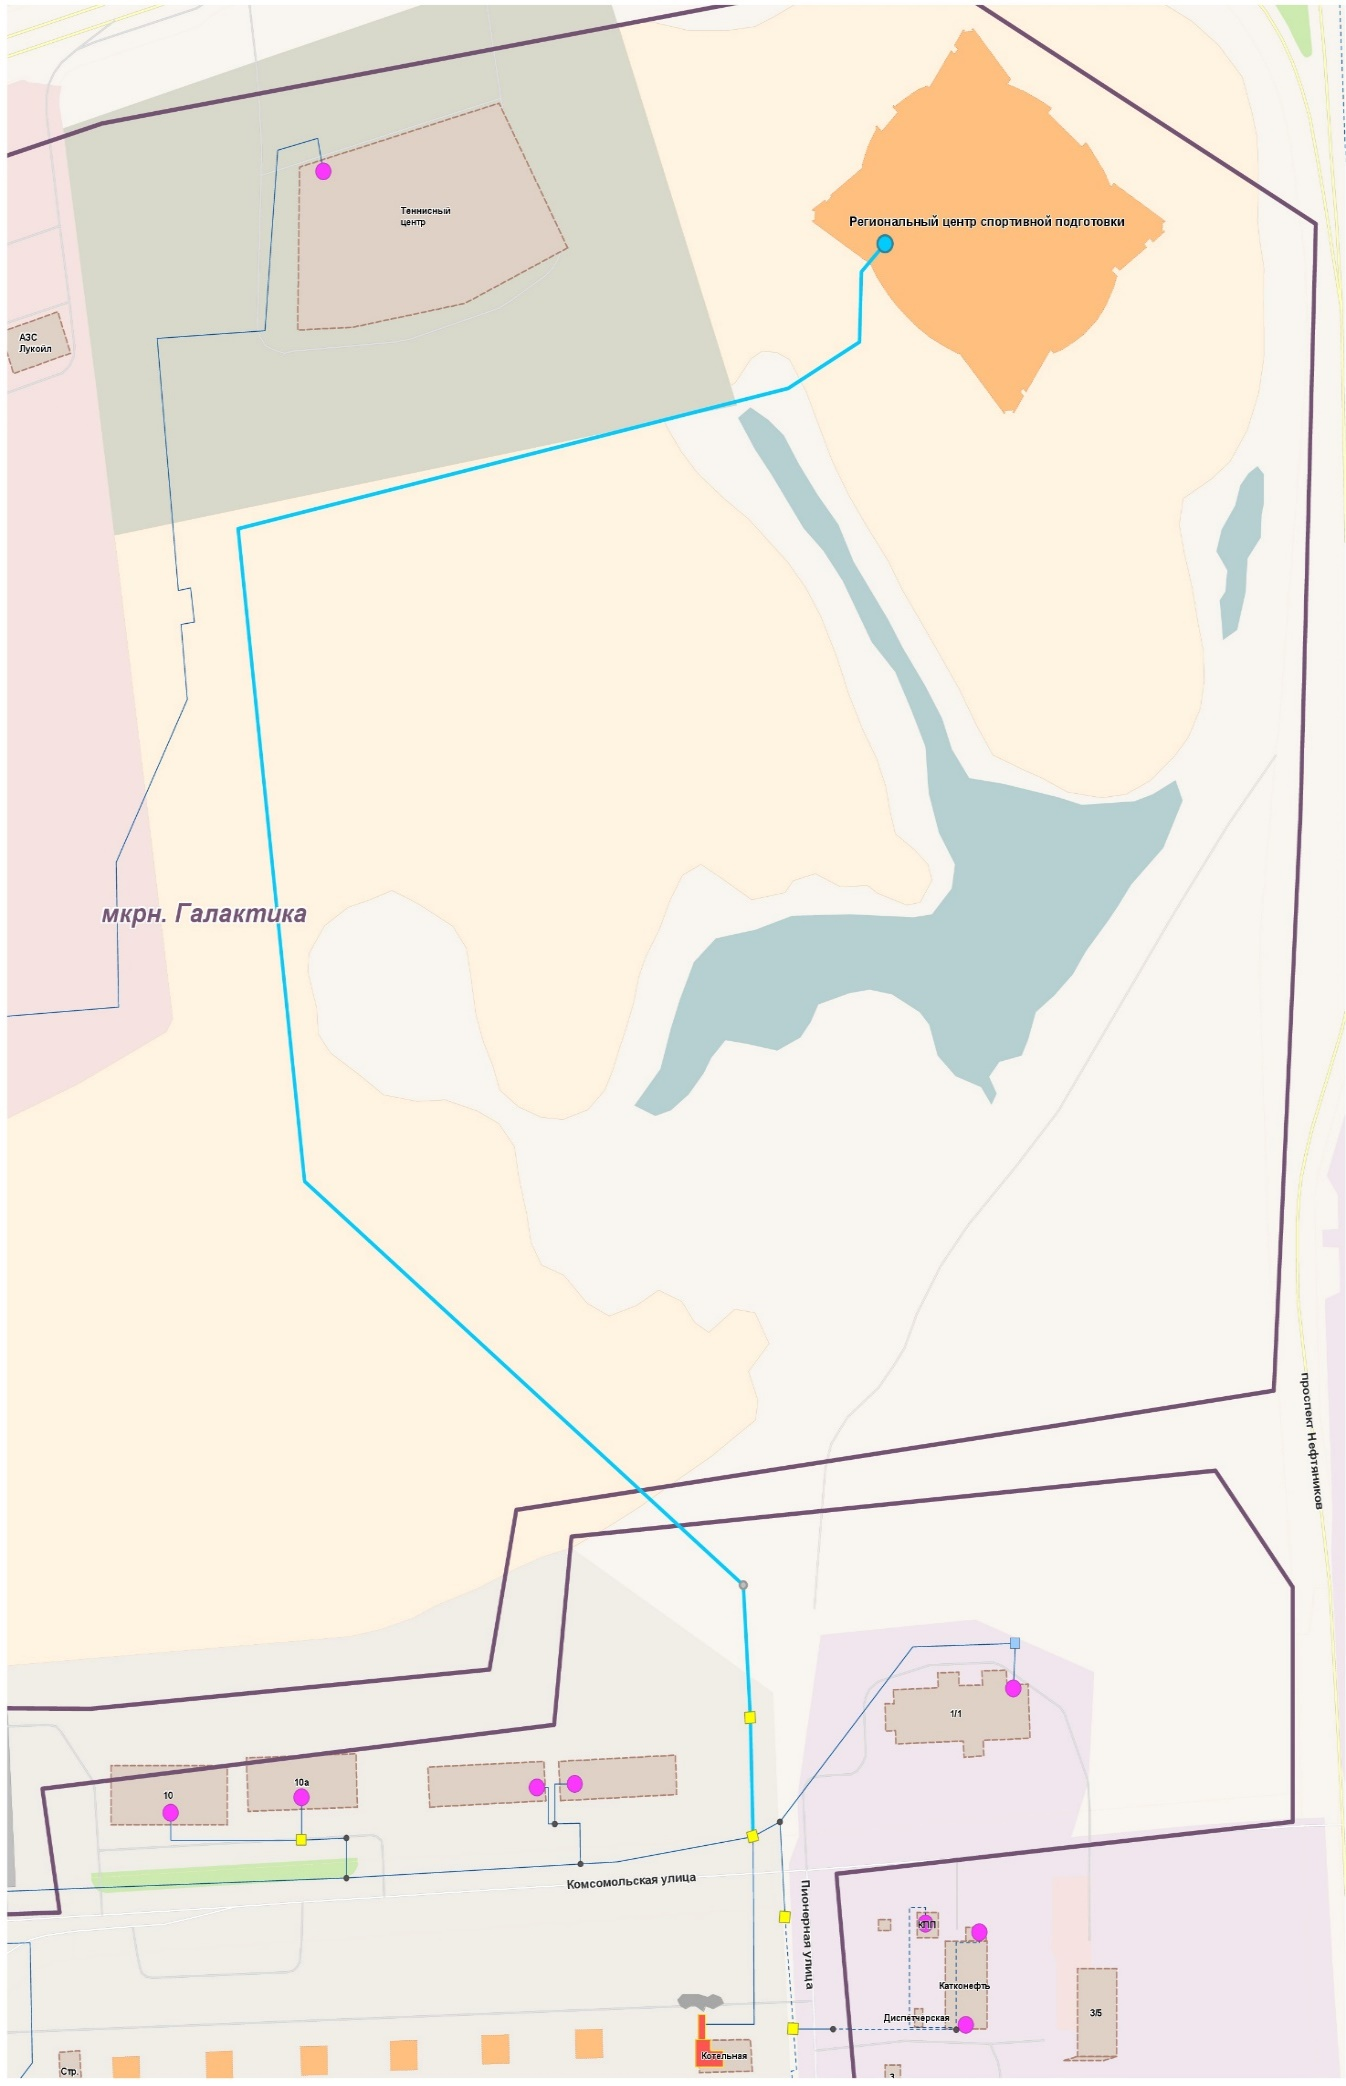 Теннисный
центр
Региональный центр спортивной подготовки
АЗС
Лукойл
мкрн. Галактика
проспект Нефтяников
1/1
10
10а
Комсомольская улица
Пионерная улица
КПП
Катконефть
Диспетчерская
3/5
Котельная
Стр.
3